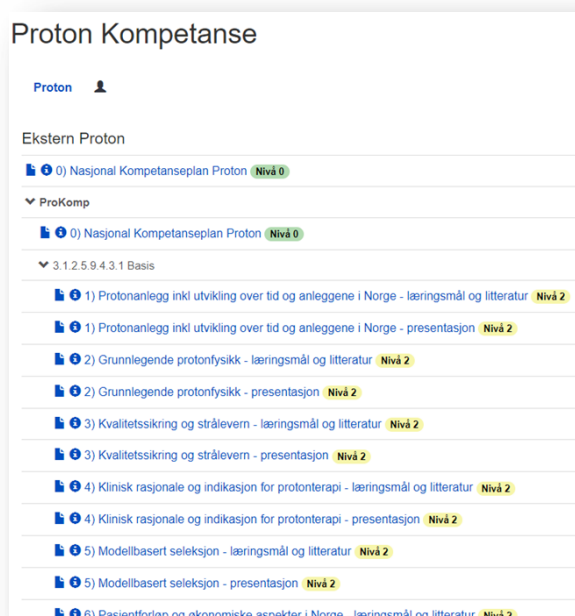 Proton Kompetanse
Proton
Ekstern Proton
0) Nasjonal Kompetanseplan Proton Nivå 0
ProKomp
0) Nasjonal Kompetanseplan Proton Nivå 0
3.1.2.5.9.4.3.1 Basis
1) Protonanlegg inkl utvikling over tid og anleggene i Norge - læringsmål og litteratur Nivå 2
1) Protonanlegg inkl utvikling over tid og anleggene i Norge - presentasjon Nivå 2
2) Grunnlegende protonfysikk - læringsmål og litteratur Nivå 2
2) Grunnlegende protonfysikk - presentasjon Nivå 2
3) Kvalitetssikring og strålevern - læringsmål og litteratur Nivå 2
3) Kvalitetssikring og strålevern - presentasjon Nivå 2
4) Klinisk rasjonale og indikasjon for protonterapi - læringsmål og litteratur Nivå 2
4) Klinisk rasjonale og indikasjon for protonterapi - presentasjon Nivå 2
5) Modellbasert seleksjon - læringsmål og litteratur Nivå 2
5) Modellbasert seleksjon - presentasjon Nivå 2
6) Pasientforløp og økonomiske aspekter i Norge - læringsmål og litteratur Nivå 2